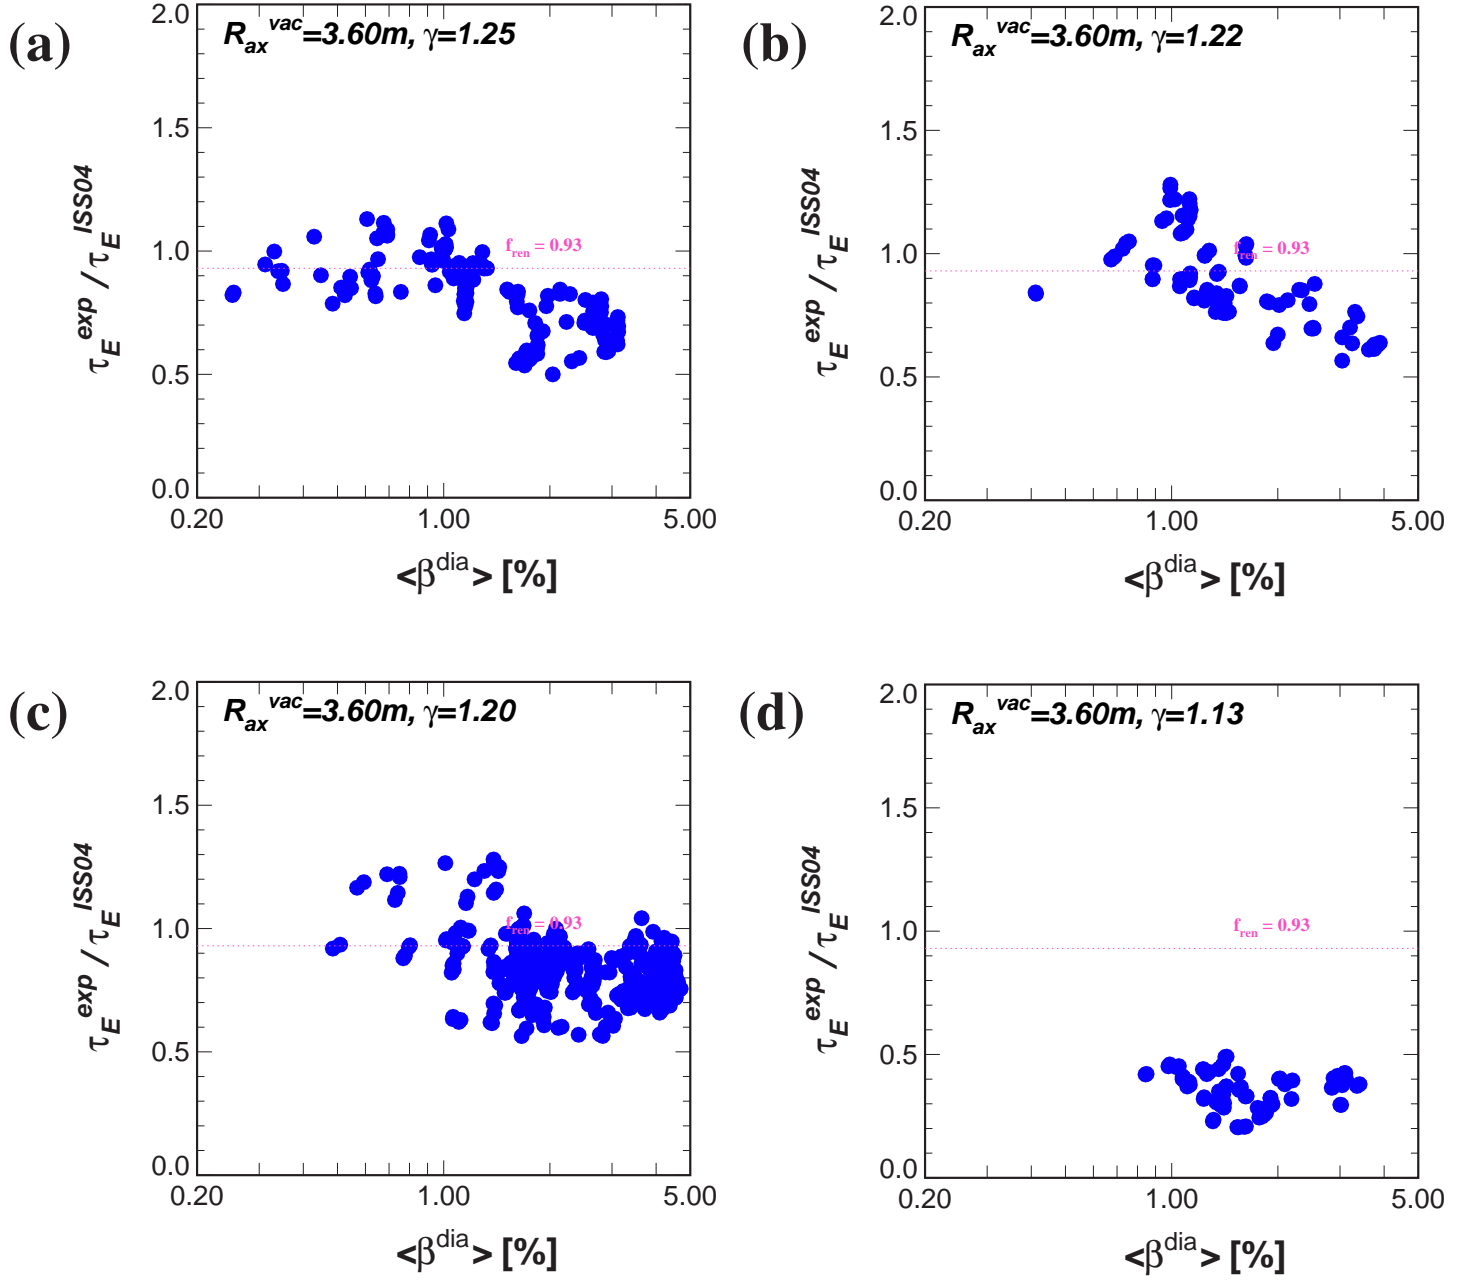 (a)
R_ax^vac=3.60m, γ=1.25
2.0
1.5
1.0
0.5
0.0
τ_E^exp / τ_E^ISS04
f_ren = 0.93
0.20 1.00 5.00
<β^dia> [%]
(b)
R_ax^vac=3.60m, γ=1.22
2.0
1.5
1.0
0.5
0.0
τ_E^exp / τ_E^ISS04
f_ren = 0.93
0.20 1.00 5.00
<β^dia> [%]
(c)
R_ax^vac=3.60m, γ=1.20
2.0
1.5
1.0
0.5
0.0
τ_E^exp / τ_E^ISS04
f_ren = 0.93
0.20 1.00 5.00
<β^dia> [%]
(d)
R_ax^vac=3.60m, γ=1.13
2.0
1.5
1.0
0.5
0.0
τ_E^exp / τ_E^ISS04
f_ren = 0.93
0.20 1.00 5.00
<β^dia> [%]